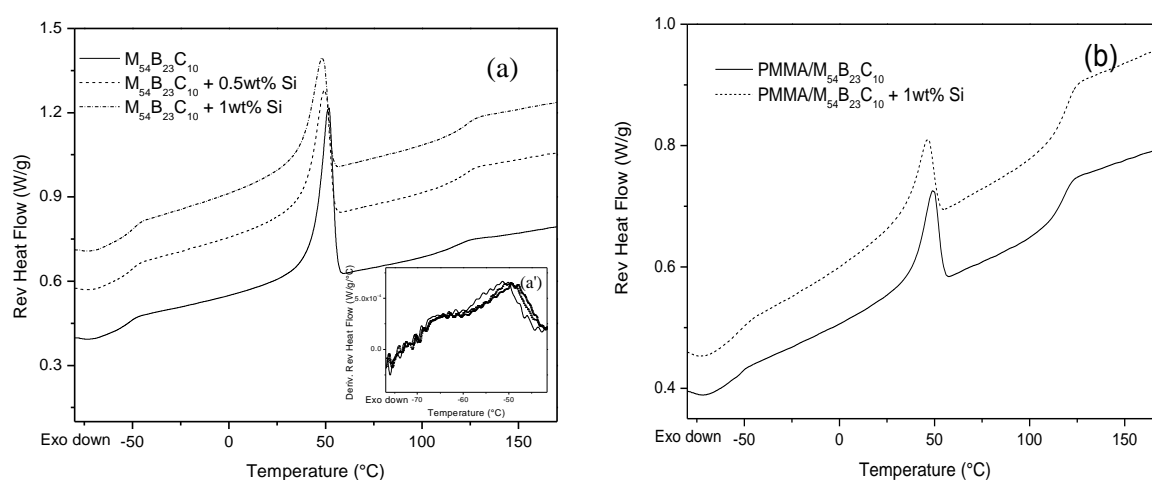 (a)
M54B23C10
M54B23C10 + 0.5wt% Si
M54B23C10 + 1wt% Si
Rev Heat Flow (W/g)
1.5
1.2
0.9
0.6
0.3
Exo down
-50
0
50
100
150
Temperature (°C)
(a')
Deriv. Rev Heat Flow (W/g/°C)
5.0x10-4
0.0
Exo down
-70
-60
-50
Temperature (°C)
(b)
PMMA/M54B23C10
PMMA/M54B23C10 + 1wt% Si
Rev Heat Flow (W/g)
1.0
0.8
0.6
0.4
Exo down
-50
0
50
100
150
Temperature (°C)